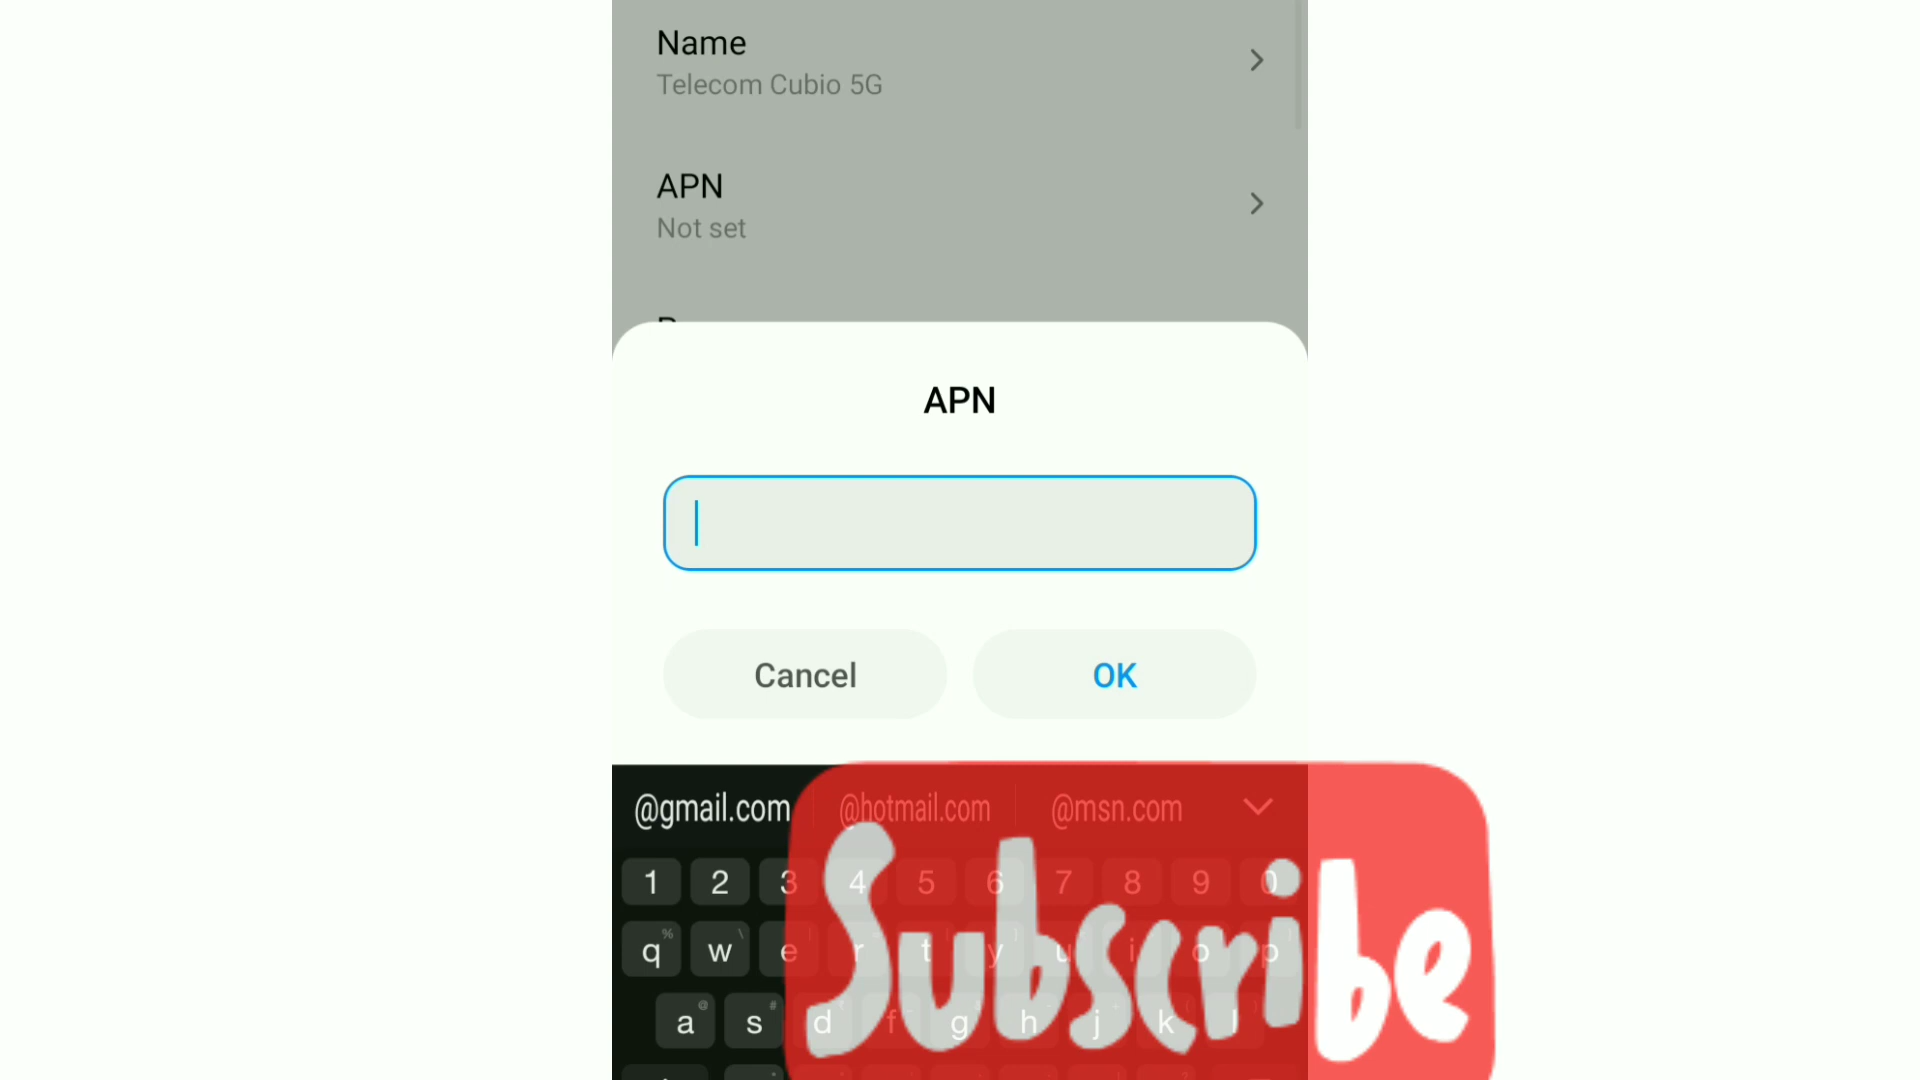 Name
Telecom Cubio 5G
APN
Not set
APN
Cancel
OK
@gmail.com @hotmail.com @msn.com
1 2 3 4 5 6 7 8 9 0
q w e r t y u i o p
a s d f g h j k l
Subscribe